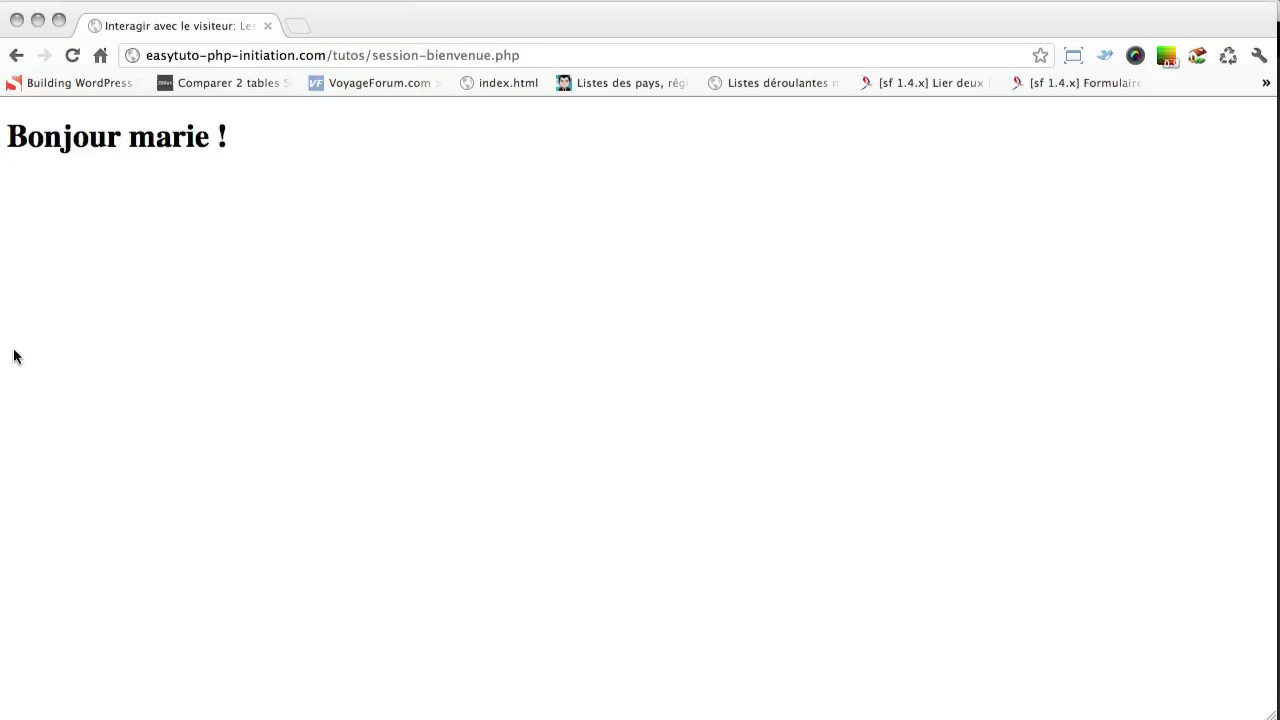 Interagir avec le visiteur: Les
easytuto-php-initiation.com/tutos/session-bienvenue.php
Building WordPress
Comparer 2 tables
VoyageForum.com
index.html
Listes des pays, rég
Listes déroulantes
[sf 1.4.x] Lier deux
[sf 1.4.x] Formulaire
»
Bonjour marie !